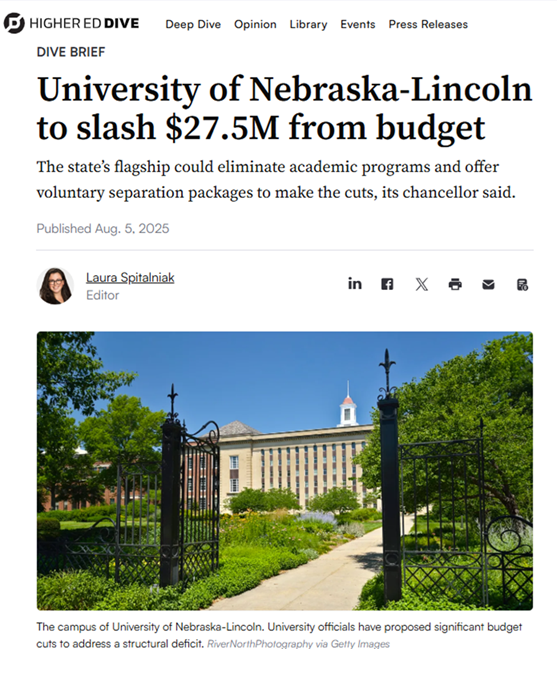 HIGHER ED DIVE Deep Dive Opinion Library Events Press Releases
DIVE BRIEF
University of Nebraska-Lincoln
to slash $27.5M from budget
The state's flagship could eliminate academic programs and offer
voluntary separation packages to make the cuts, its chancellor said.
Published Aug. 5, 2025
Laura Spitalniak
Editor
The campus of University of Nebraska-Lincoln. University officials have proposed significant budget
cuts to address a structural deficit. RiverNorthPhotography via Getty Images